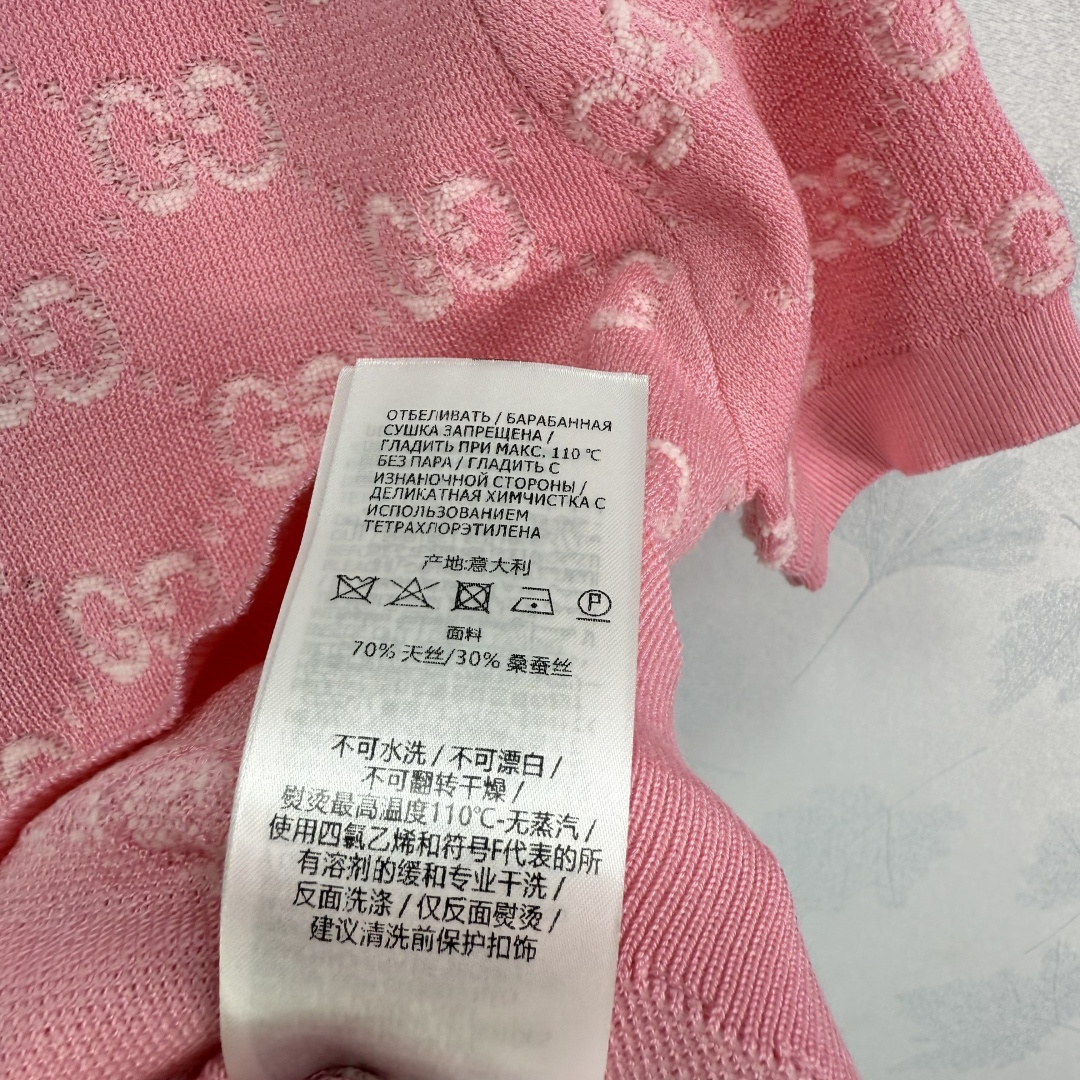 ОТБЕЛИВАТЬ / БАРАБАННАЯ
СУШКА ЗАПРЕЩЕНА /
ГЛАДИТЬ ПРИ МАКС. 110 °C
БЕЗ ПАРА / ГЛАДИТЬ С
ИЗНАНОЧНОЙ СТОРОНЫ /
ДЕЛИКАТНАЯ ХИМЧИСТКА С
ИСПОЛЬЗОВАНИЕМ
ТЕТРАХЛОРЭТИЛЕНА
产地:意大利
P
面料
70% 天丝/30% 桑蚕丝
不可水洗 / 不可漂白 /
不可翻转干燥 /
熨烫最高温度110℃-无蒸汽 /
使用四氯乙烯和符号F代表的所
有溶剂的缓和专业干洗 /
反面洗涤 / 仅反面熨烫 /
建议清洗前保护扣饰